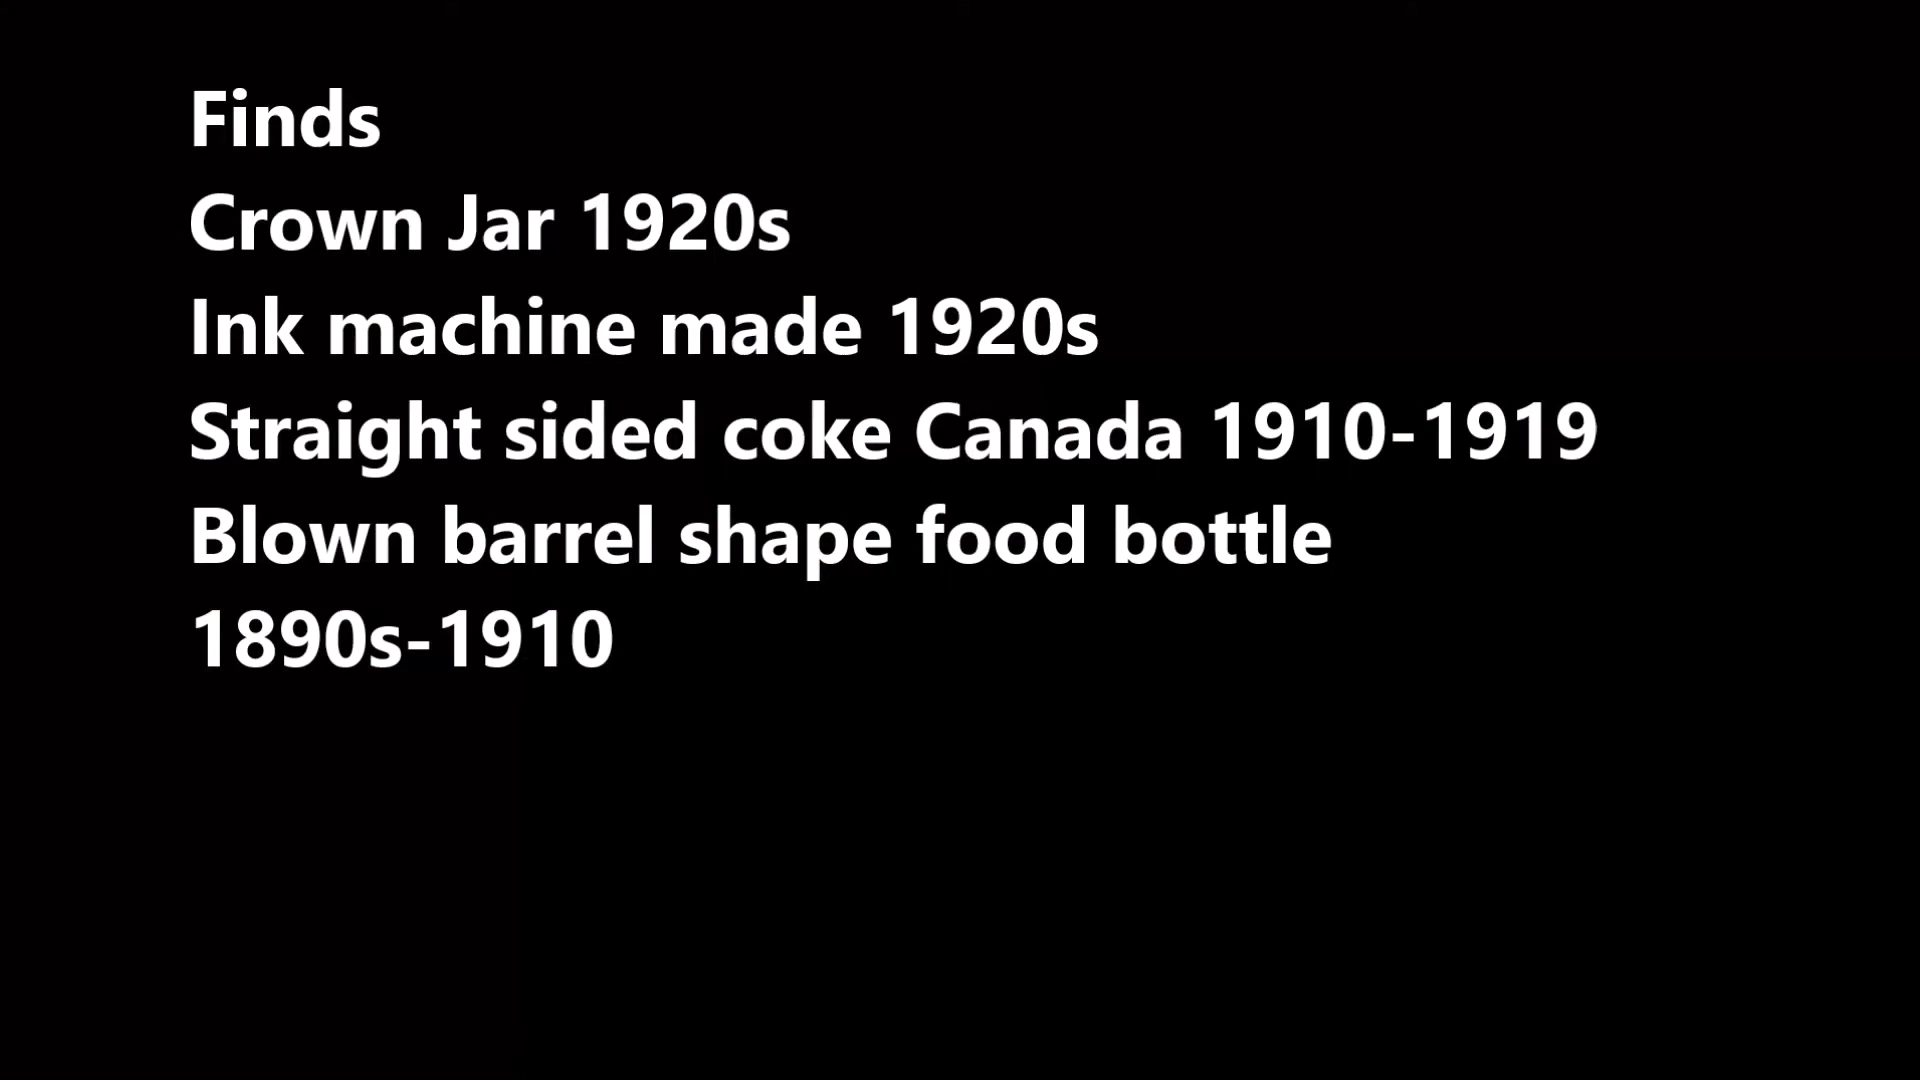 Finds
Crown Jar 1920s
Ink machine made 1920s
Straight sided coke Canada 1910-1919
Blown barrel shape food bottle
1890s-1910